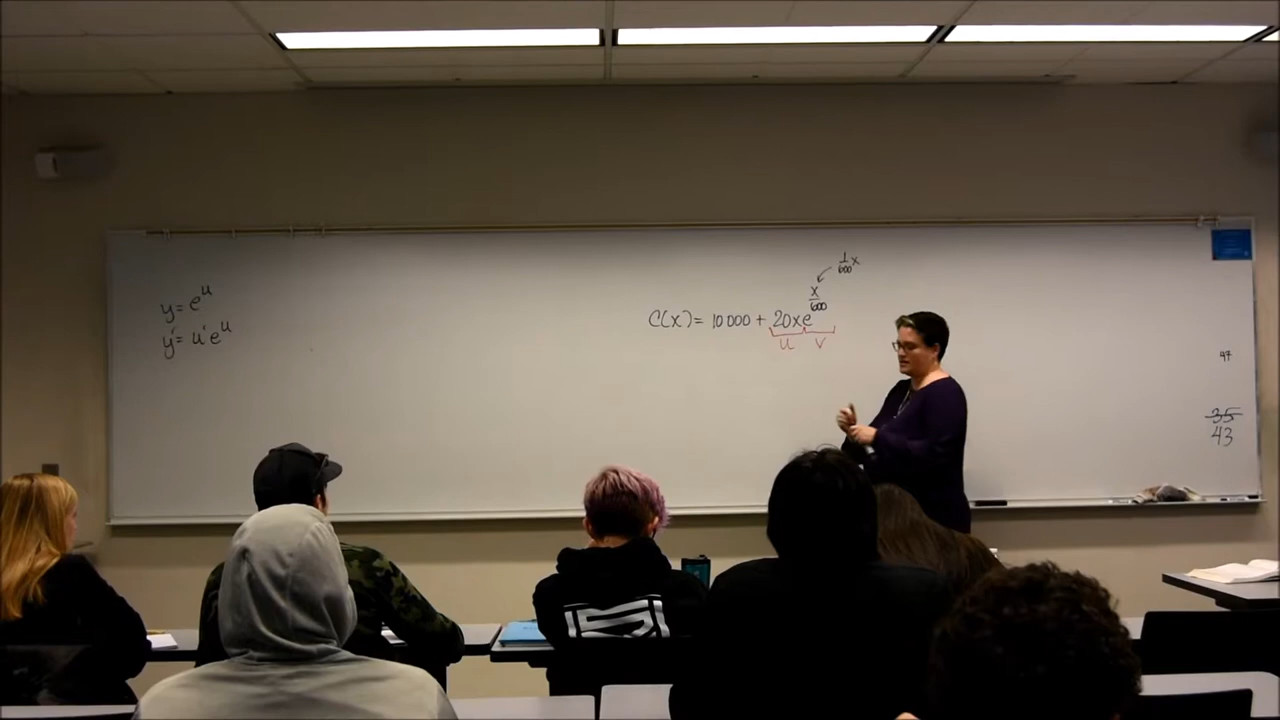 y = e^u
y' = u'e^u
1/600 x
x/600
C(x) = 10 000 + 20xe
u v
47
35
43